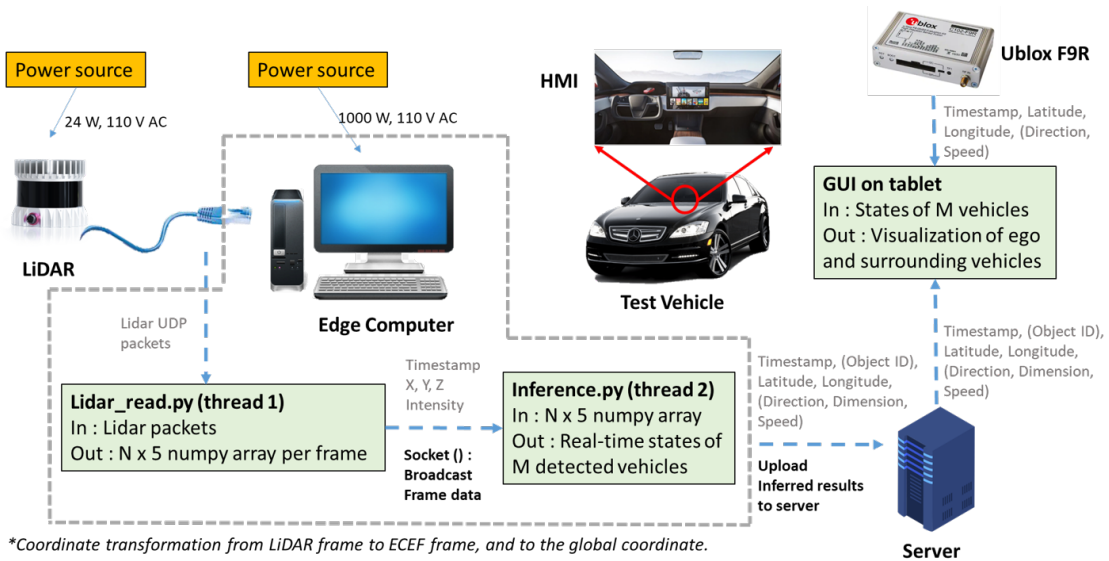 Power source
Power source
24 W, 110 V AC
1000 W, 110 V AC
LiDAR
Edge Computer
HMI
Test Vehicle
ublox
Ublox F9R
Timestamp, Latitude,
Longitude, (Direction,
Speed)
GUI on tablet
In : States of M vehicles
Out : Visualization of ego
and surrounding vehicles
Lidar UDP
packets
Lidar_read.py (thread 1)
In : Lidar packets
Out : N x 5 numpy array per frame
Timestamp
X, Y, Z
Intensity
Socket () :
Broadcast
Frame data
Inference.py (thread 2)
In : N x 5 numpy array
Out : Real-time states of
M detected vehicles
Timestamp, (Object ID),
Latitude, Longitude,
(Direction, Dimension,
Speed)
Upload
Inferred results
to server
Timestamp, (Object ID),
Latitude, Longitude,
(Direction, Dimension,
Speed)
Server
*Coordinate transformation from LiDAR frame to ECEF frame, and to the global coordinate.